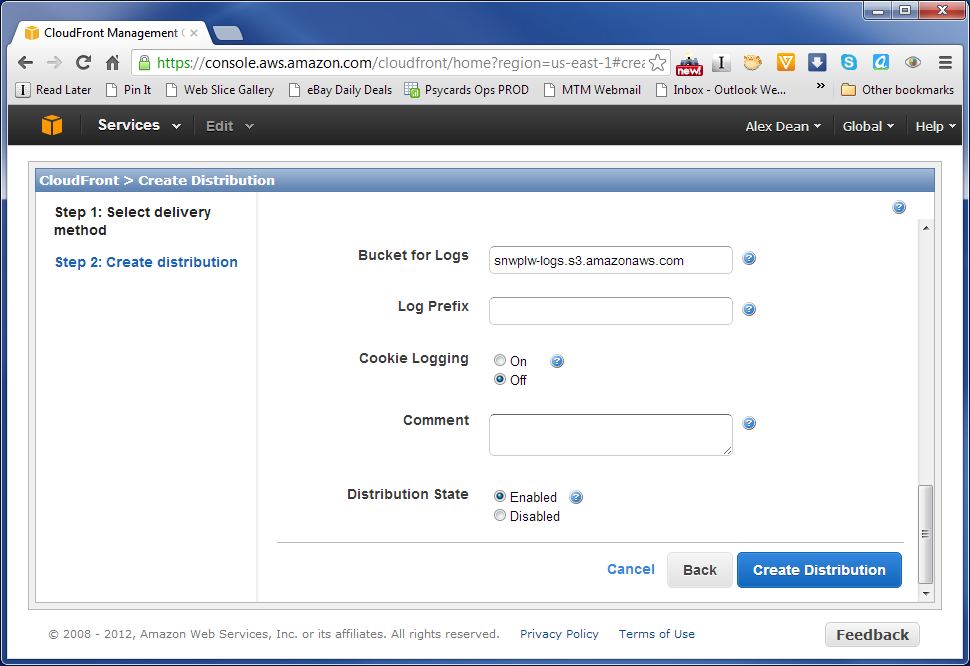 CloudFront Management C
https://console.aws.amazon.com/cloudfront/home?region=us-east-1#crea
new!
Read Later Pin It Web Slice Gallery eBay Daily Deals Psycards Ops PROD MTM Webmail Inbox - Outlook We... » Other bookmarks
Services Edit Alex Dean Global Help
CloudFront > Create Distribution
Step 1: Select delivery
method
Step 2: Create distribution
Bucket for Logs snwplw-logs.s3.amazonaws.com
Log Prefix
Cookie Logging On
Off
Comment
Distribution State Enabled
Disabled
Cancel Back Create Distribution
© 2008 - 2012, Amazon Web Services, Inc. or its affiliates. All rights reserved. Privacy Policy Terms of Use Feedback